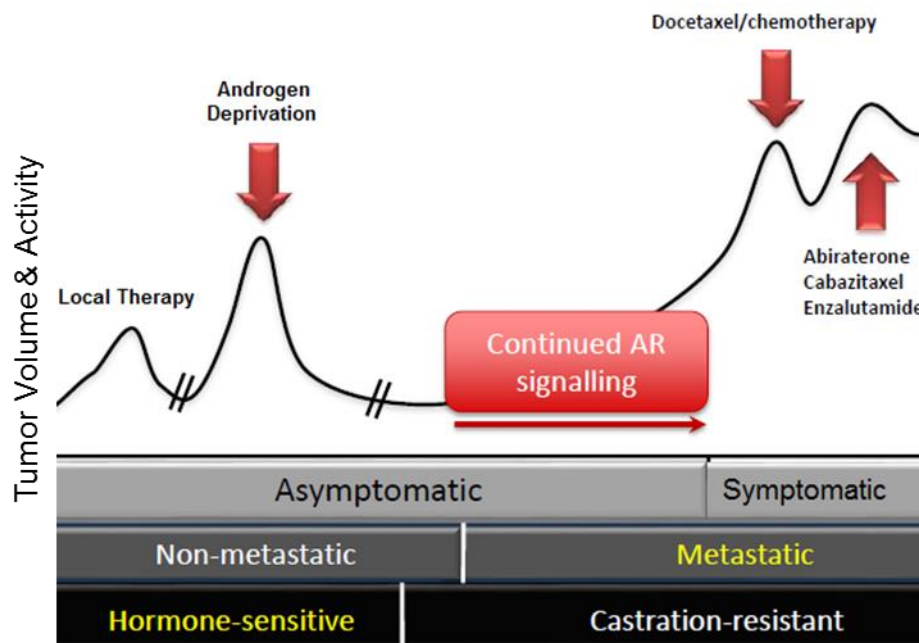 Docetaxel/chemotherapy
Androgen
Deprivation
Tumor Volume & Activity
Local Therapy
Abiraterone
Cabazitaxel
Enzalutamide
Continued AR
signalling
Asymptomatic
Symptomatic
Non-metastatic
Metastatic
Hormone-sensitive
Castration-resistant